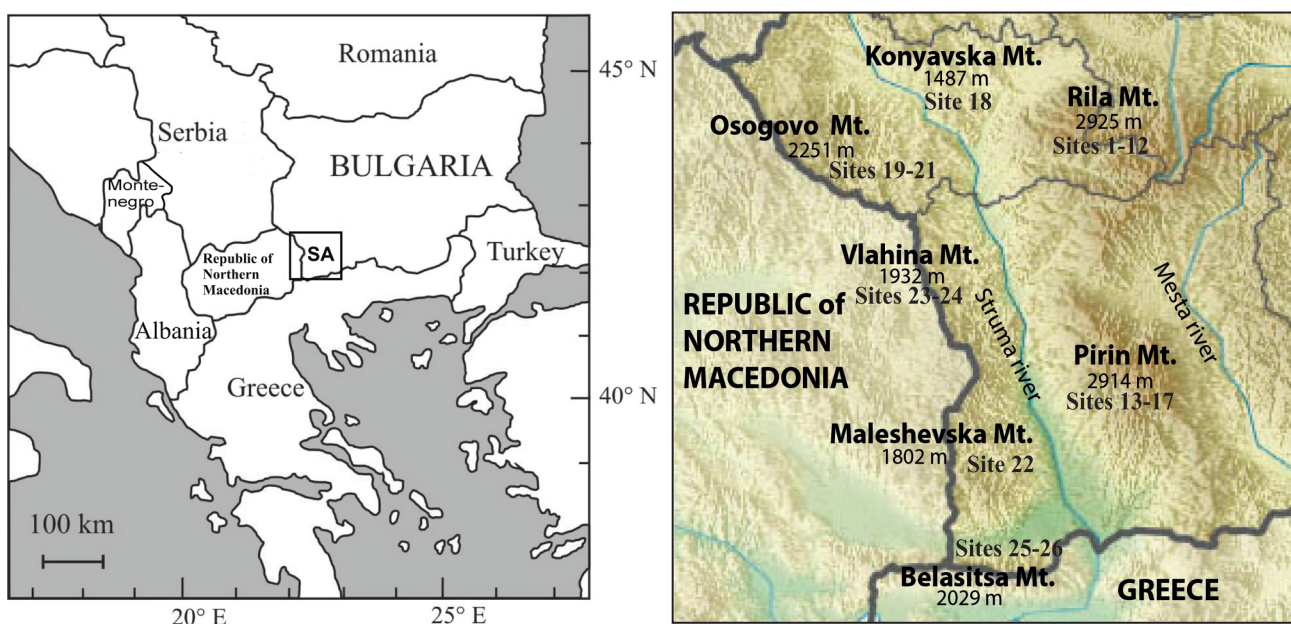 Romania
45° N
Serbia
BULGARIA
Monte-
negro
Republic of
Northern
Macedonia
SA
Turkey
Albania
Greece
40° N
100 km
20° E
25° E
Konyavska Mt.
1487 m
Site 18
Rila Mt.
2925 m
Sites 1-12
Osogovo Mt.
2251 m
Sites 19-21
Vlahina Mt.
1932 m
Sites 23-24
Struma river
Mesta river
REPUBLIC of
NORTHERN
MACEDONIA
Pirin Mt.
2914 m
Sites 13-17
Maleshevska Mt.
1802 m
Site 22
Sites 25-26
Belasitsa Mt.
2029 m
GREECE